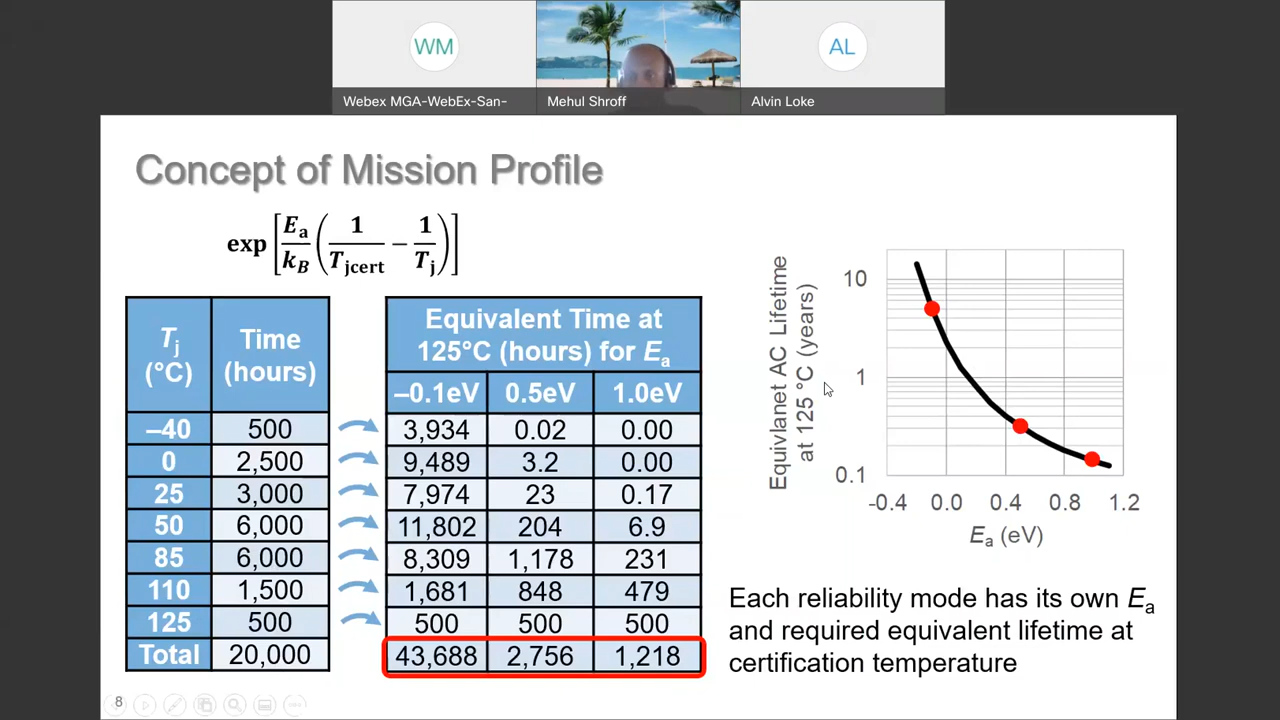 WM
AL
Webex MGA-WebEx-San-
Mehul Shroff
Alvin Loke
Concept of Mission Profile
exp [ Ea / kB ( 1 / Tjcert − 1 / Tj ) ]
Tj (°C) Time (hours)
–40 500
0 2,500
25 3,000
50 6,000
85 6,000
110 1,500
125 500
Total 20,000
Equivalent Time at
125°C (hours) for Ea
–0.1eV 0.5eV 1.0eV
3,934 0.02 0.00
9,489 3.2 0.00
7,974 23 0.17
11,802 204 6.9
8,309 1,178 231
1,681 848 479
500 500 500
43,688 2,756 1,218
Equivlanet AC Lifetime
at 125 °C (years)
10
1
0.1
-0.4 0.0 0.4 0.8 1.2
Ea (eV)
Each reliability mode has its own Ea
and required equivalent lifetime at
certification temperature
8